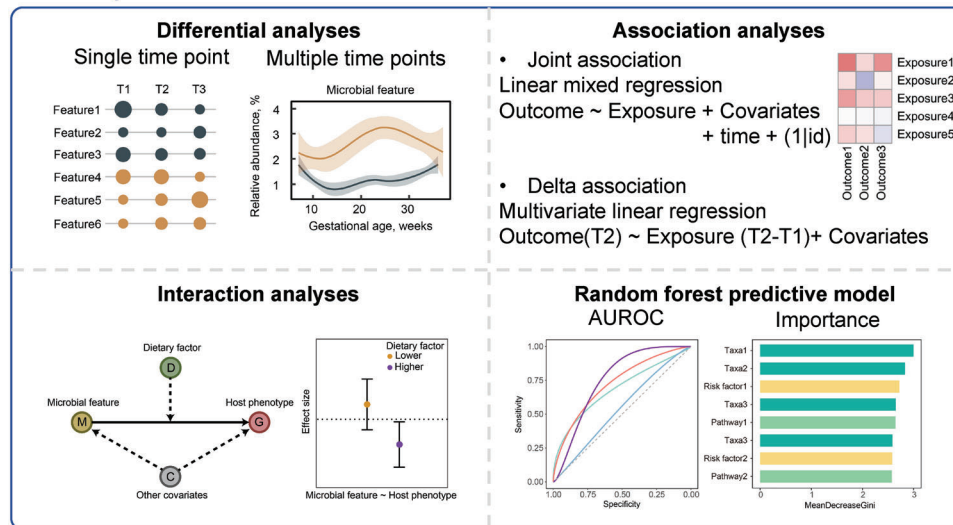 Differential analyses
Single time point
Multiple time points
T1 T2 T3
Feature1
Feature2
Feature3
Feature4
Feature5
Feature6
Microbial feature
Relative abundance, %
4
3
2
1
10 20 30
Gestational age, weeks
Association analyses
• Joint association
Linear mixed regression
Outcome ~ Exposure + Covariates
+ time + (1|id)
Exposure1
Exposure2
Exposure3
Exposure4
Exposure5
Outcome1
Outcome2
Outcome3
• Delta association
Multivariate linear regression
Outcome(T2) ~ Exposure (T2-T1)+ Covariates
Interaction analyses
Dietary factor
D
Microbial feature
Host phenotype
M
G
C
Other covariates
Dietary factor
Lower
Higher
Effect size
Microbial feature ~ Host phenotype
Random forest predictive model
AUROC
Importance
Sensitivity
1.00
0.75
0.50
0.25
0.00
1.00 0.75 0.50 0.25 0.00
Specificity
Taxa1
Taxa2
Risk factor1
Taxa3
Pathway1
Taxa3
Risk factor2
Pathway2
0 1 2 3
MeanDecreaseGini